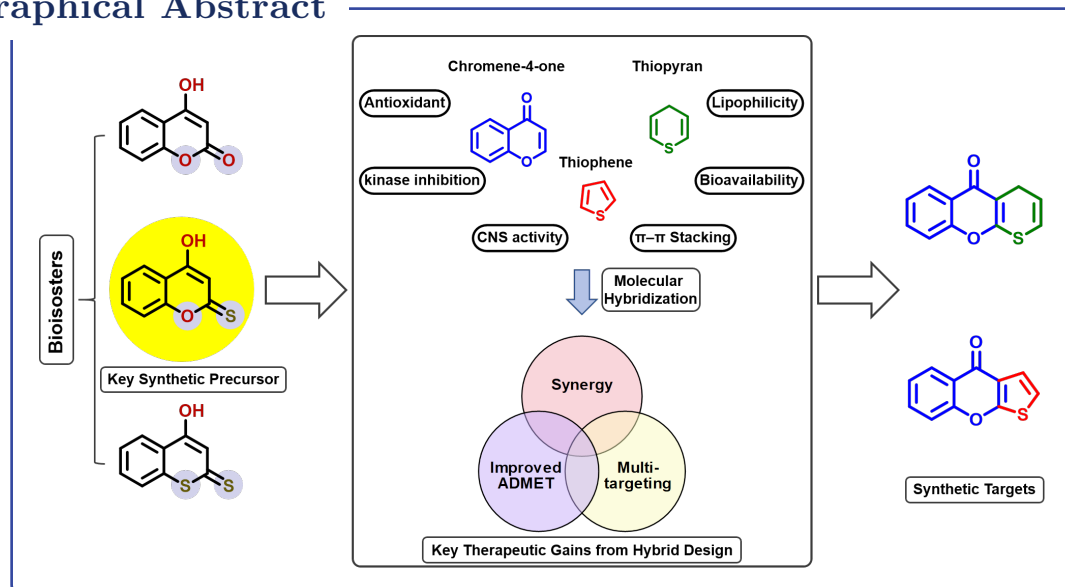 raphical Abstract
Bioisosters
OH
O
O
OH
O
S
Key Synthetic Precursor
OH
S
S
Chromene-4-one
Thiopyran
Antioxidant
Lipophilicity
O
O
S
Thiophene
kinase inhibition
Bioavailability
S
CNS activity
π–π Stacking
Molecular
Hybridization
Synergy
Improved
ADMET
Multi-
targeting
Key Therapeutic Gains from Hybrid Design
O
O
S
O
O
S
Synthetic Targets